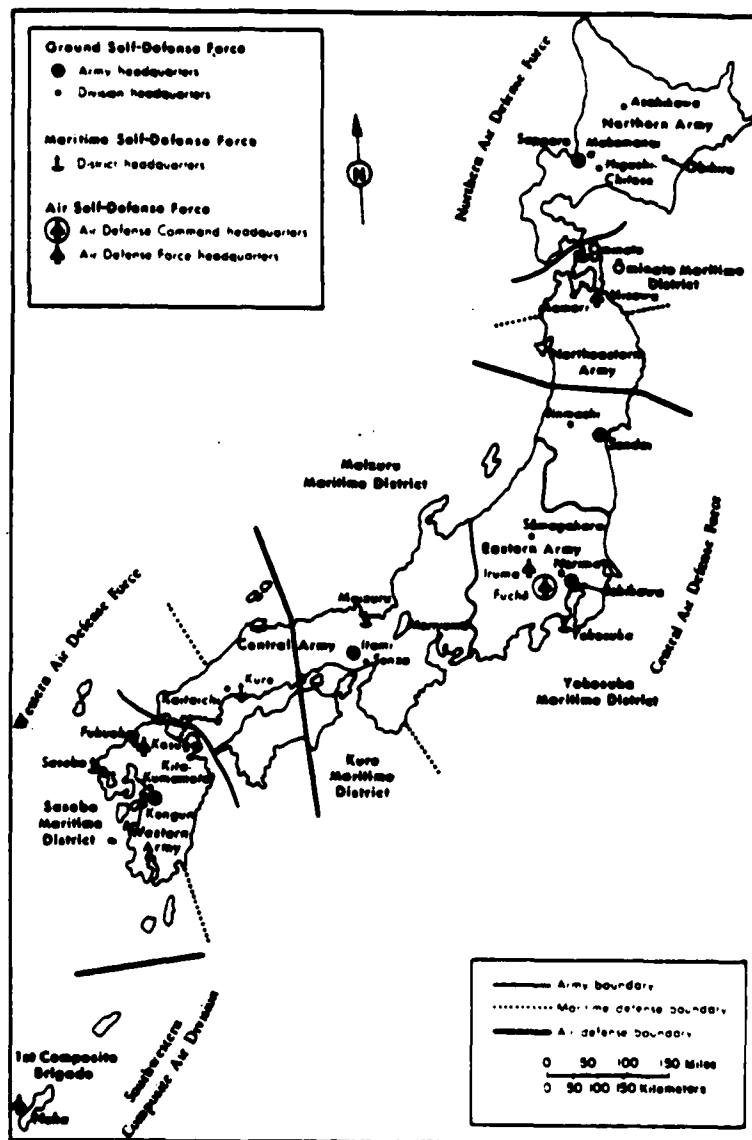 Ground Self-Defense Force
Army headquarters
Division headquarters
Maritime Self-Defense Force
District headquarters
Air Self-Defense Force
Air Defense Command headquarters
Air Defense Force headquarters
N
Northern Air Defense Force
Asahikawa
Northern Army
Sapporo
Makomanai
Higashi-
Chitose
Obihiro
Ominato
Ōminato Maritime
District
Misawa
Aomori
Northeastern
Army
Jinmachi
Sendai
Maizuru
Maritime District
Sōmagahara
Eastern Army
Nerima
Iruma
Fuchū
Ichikawa
Central Air Defense Force
Yokosuka
Yokosuka
Maritime District
Maizuru
Central Army
Itami
Senzo
Kaitaichi
Kure
Western Air Defense Force
Kure
Maritime
District
Fukuoka
Kasuga
Sasebo
Kita-
Kumamoto
Sasebo
Maritime
District
Kengun
Western
Army
Southwestern
Composite Air Division
1st Composite
Brigade
Naha
Army boundary
Maritime defense boundary
Air defense boundary
0 50 100 150 Miles
0 50 100 150 Kilometers